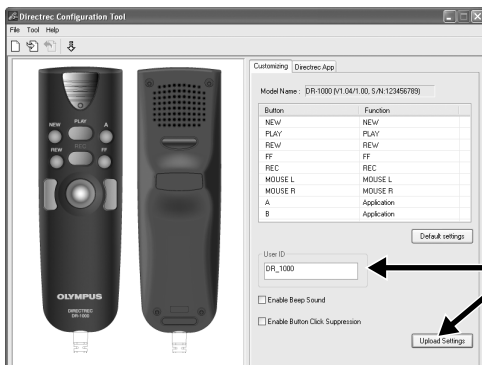 Directrec Configuration Tool
File Tool Help
Customizing Directrec App
Model Name : DR-1000 (V1.04/1.00, S/N:123456789)
Button Function
NEW NEW
PLAY PLAY
REW REW
FF FF
REC REC
MOUSE L MOUSE L
MOUSE R MOUSE R
A Application
B Application
Default settings
User ID
DR_1000
Enable Beep Sound
Enable Button Click Suppression
Upload Settings
NEW PLAY A
REW REC FF
OLYMPUS
DIRECTREC
DR-1000